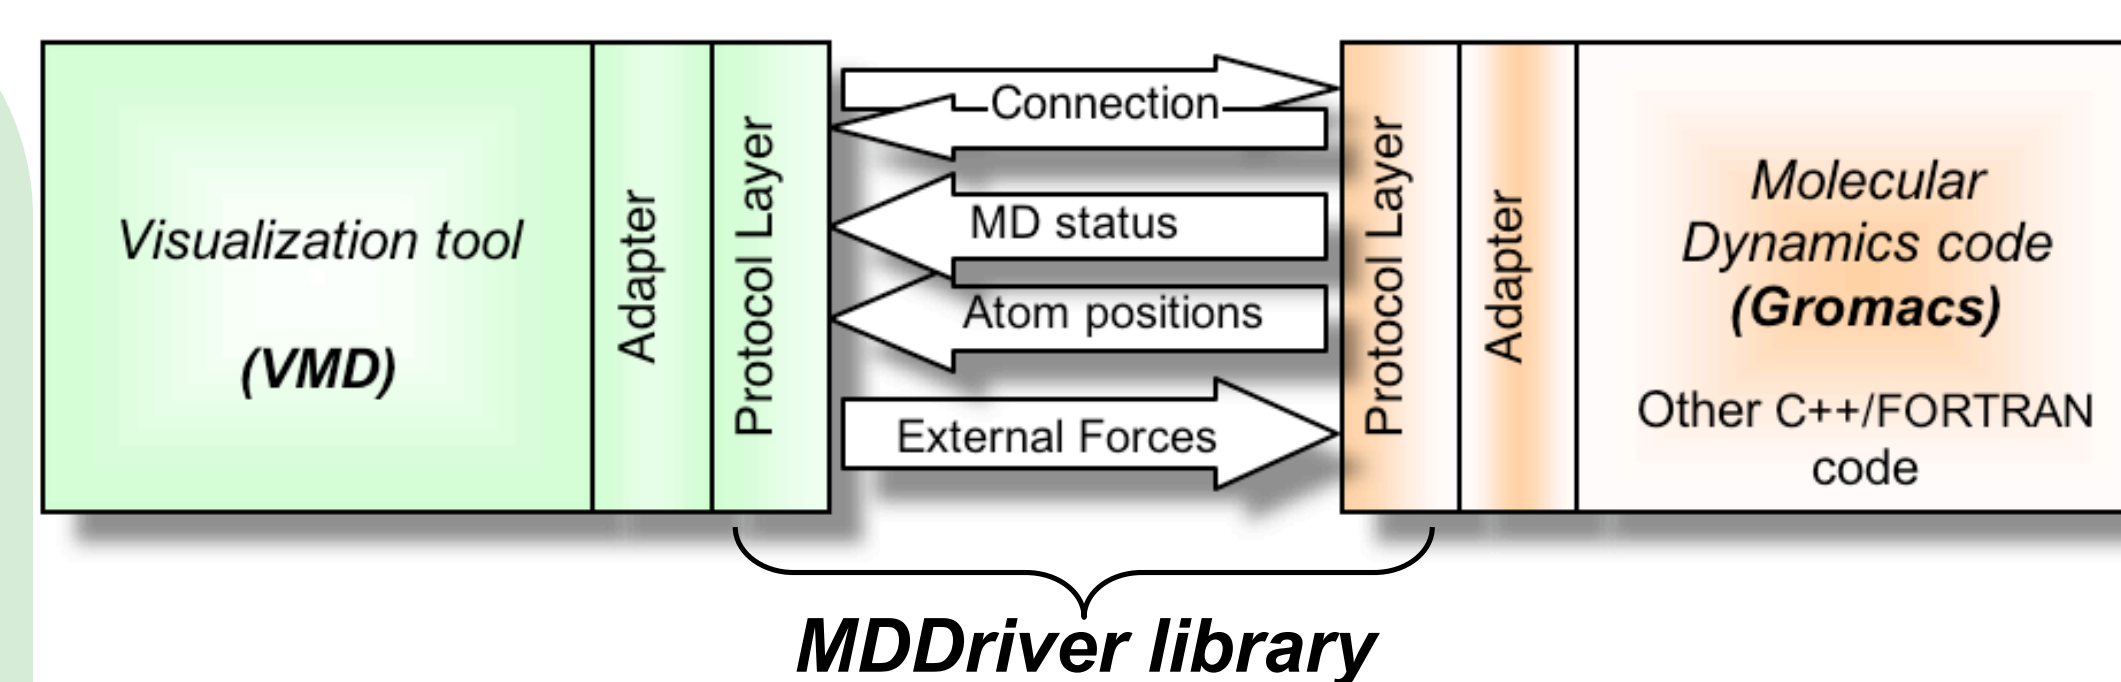 Visualization tool
(VMD)
Adapter
Protocol Layer
Connection
MD status
Atom positions
External Forces
Protocol Layer
Adapter
Molecular
Dynamics code
(Gromacs)
Other C++/FORTRAN
code
MDDriver library